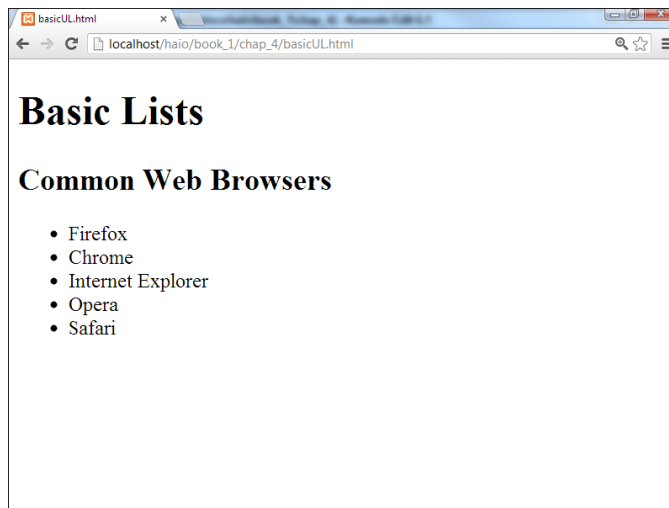 basicUL.html
localhost/haio/book_1/chap_4/basicUL.html
Basic Lists
Common Web Browsers
Firefox
Chrome
Internet Explorer
Opera
Safari